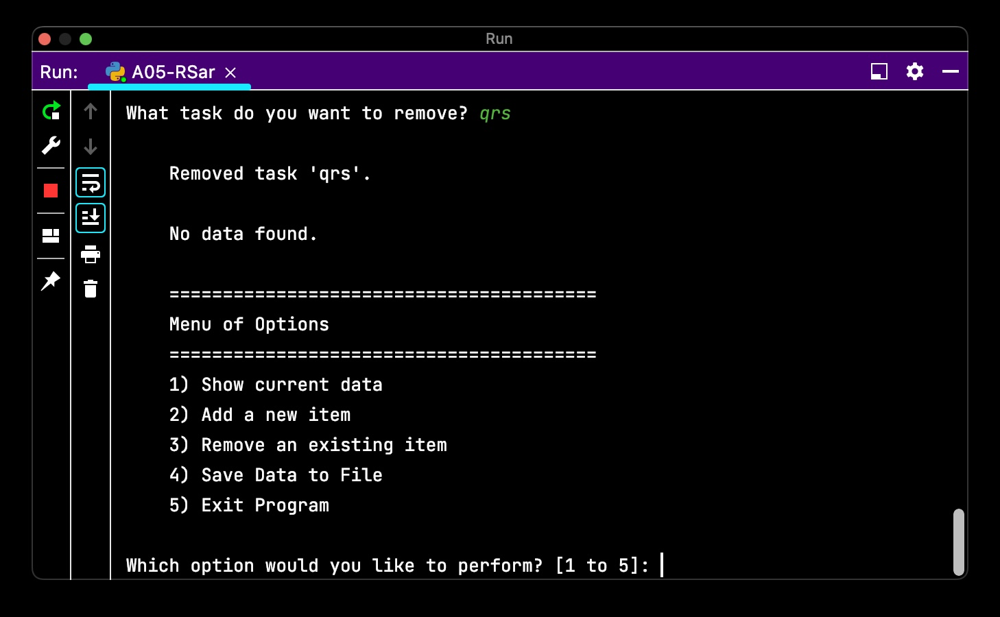 Run
Run: A05-RSar
What task do you want to remove? qrs
Removed task 'qrs'.
No data found.
========================================
Menu of Options
========================================
1) Show current data
2) Add a new item
3) Remove an existing item
4) Save Data to File
5) Exit Program
Which option would you like to perform? [1 to 5]: